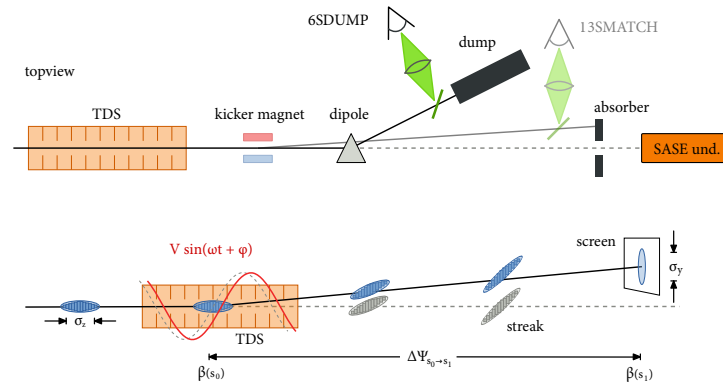 6SDUMP
13SMATCH
dump
topview
TDS
kicker magnet
dipole
absorber
SASE und.
V sin(ωt + φ)
screen
σy
σz
TDS
streak
ΔΨs₀→s₁
β(s₀)
β(s₁)